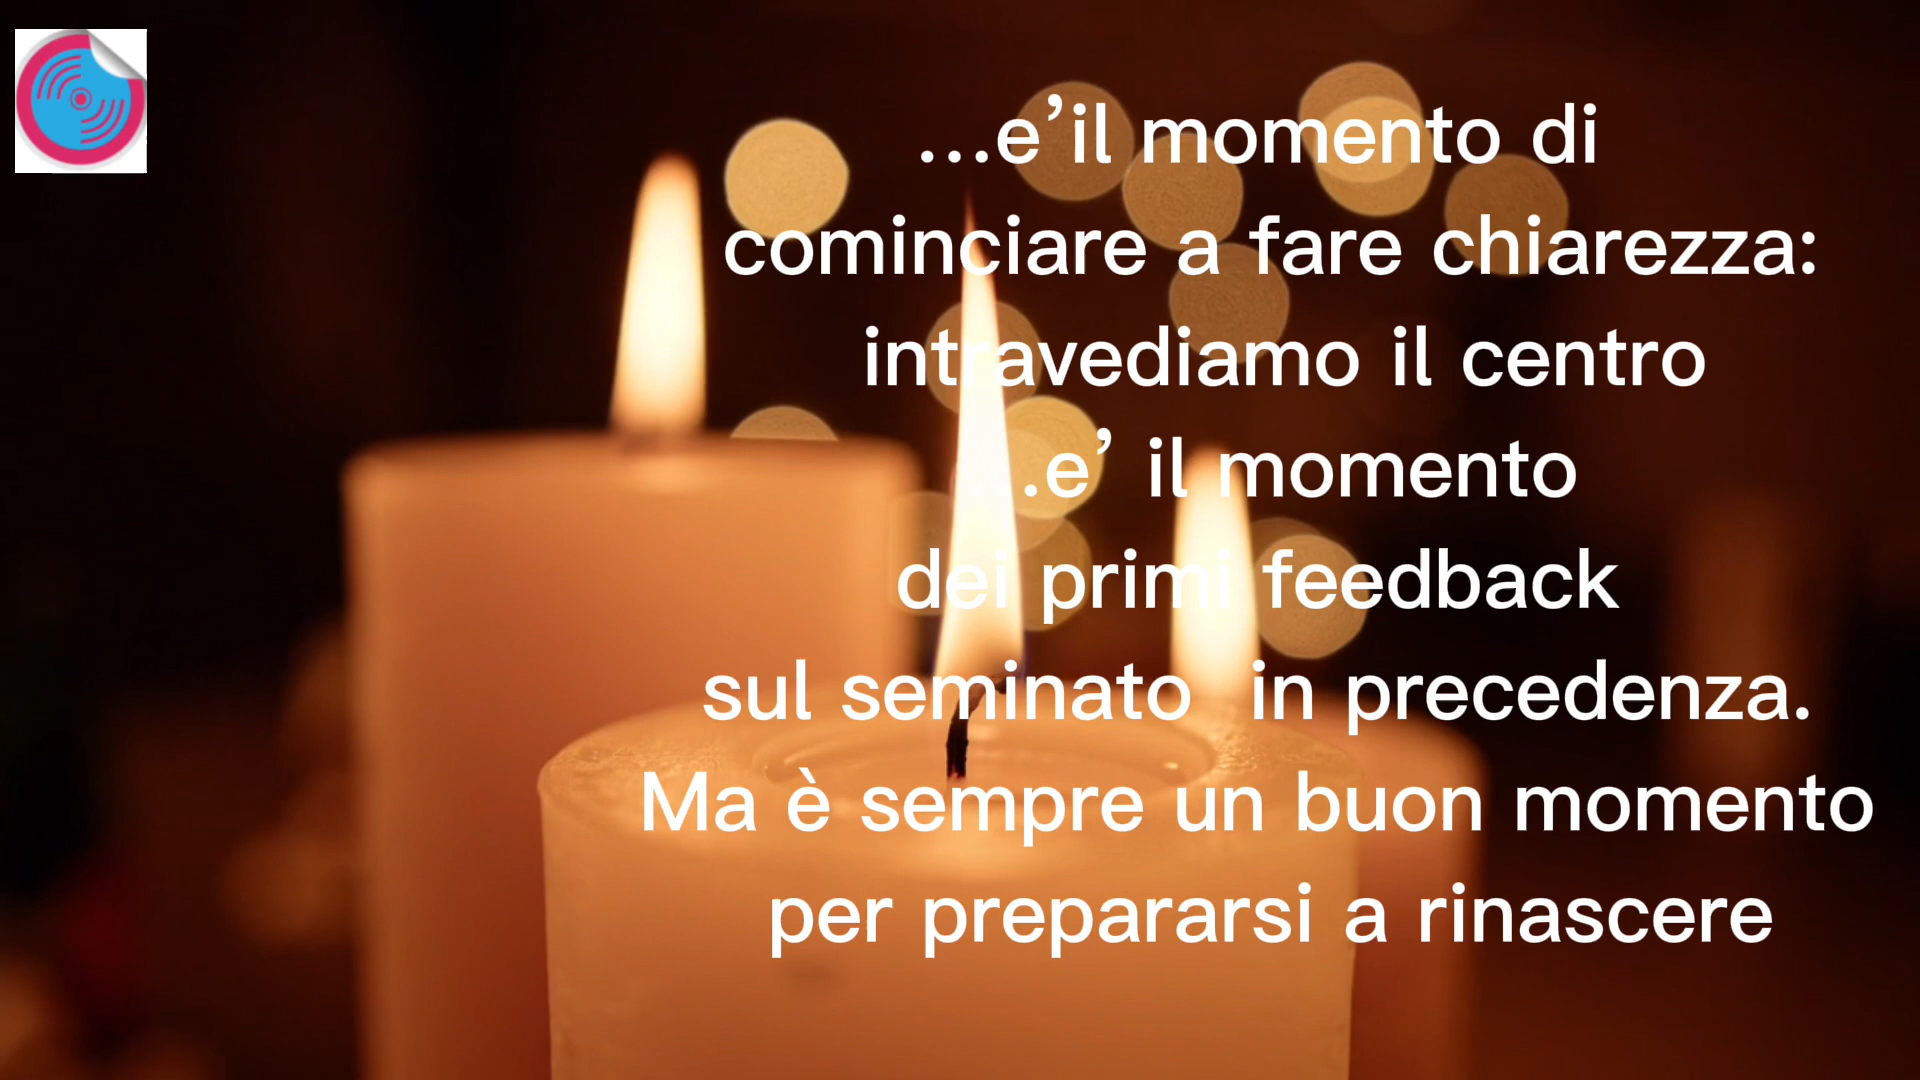 ...e’il momento di
cominciare a fare chiarezza:
intravediamo il centro
...e’ il momento
dei primi feedback
sul seminato in precedenza.
Ma è sempre un buon momento
per prepararsi a rinascere